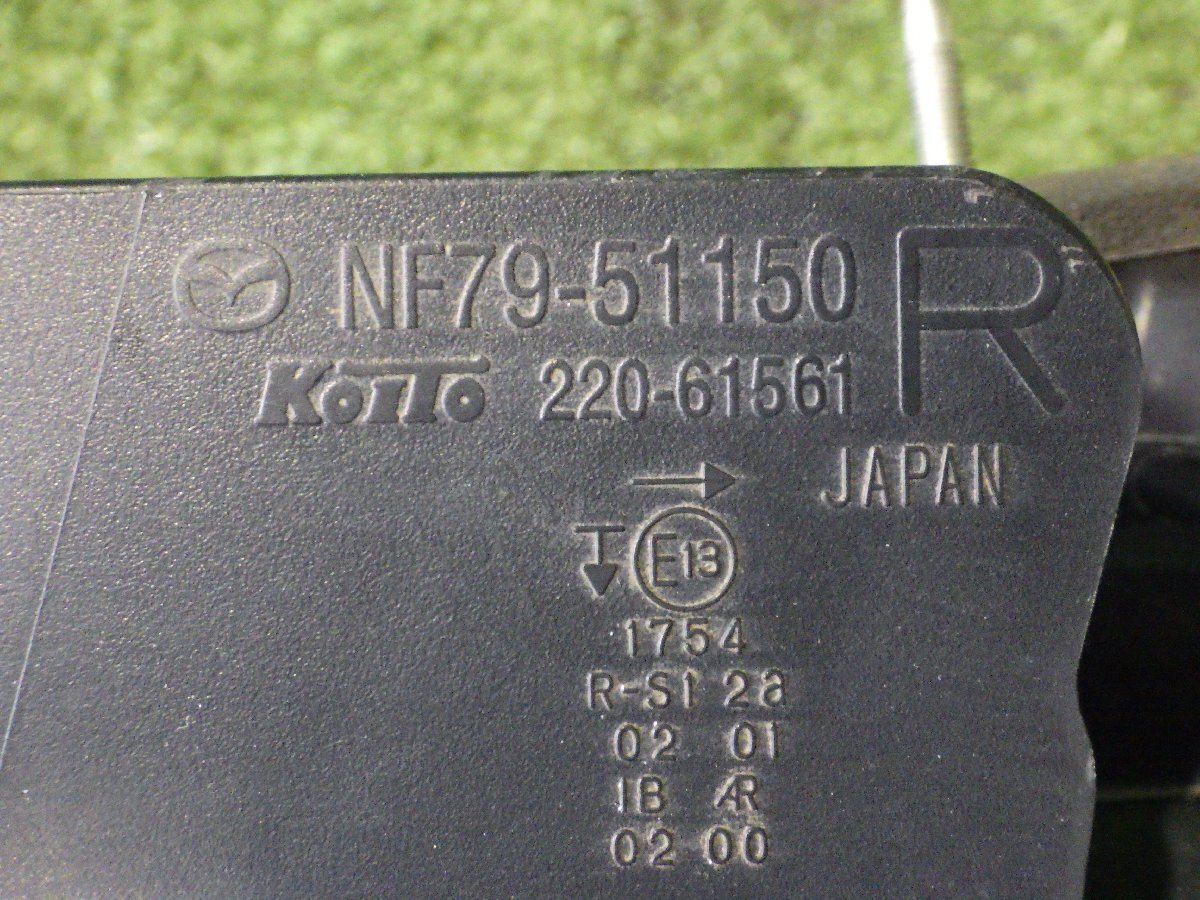 NF79-51150 R
KOITO 220-61561
JAPAN
E13
1754
R-S1 2a
02 01
IB AR
02 00